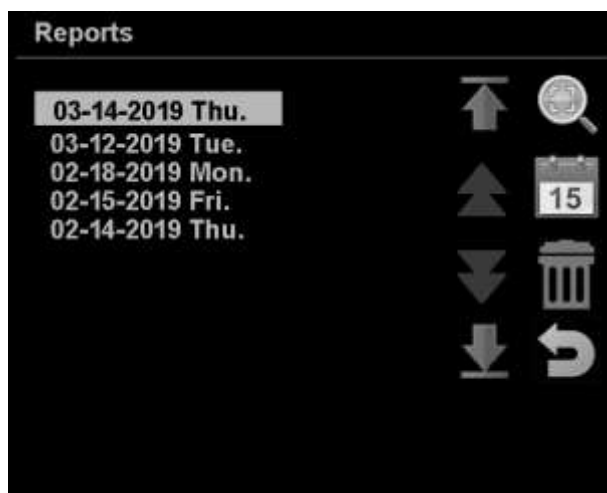 Reports
03-14-2019 Thu.
03-12-2019 Tue.
02-18-2019 Mon.
02-15-2019 Fri.
02-14-2019 Thu.
15